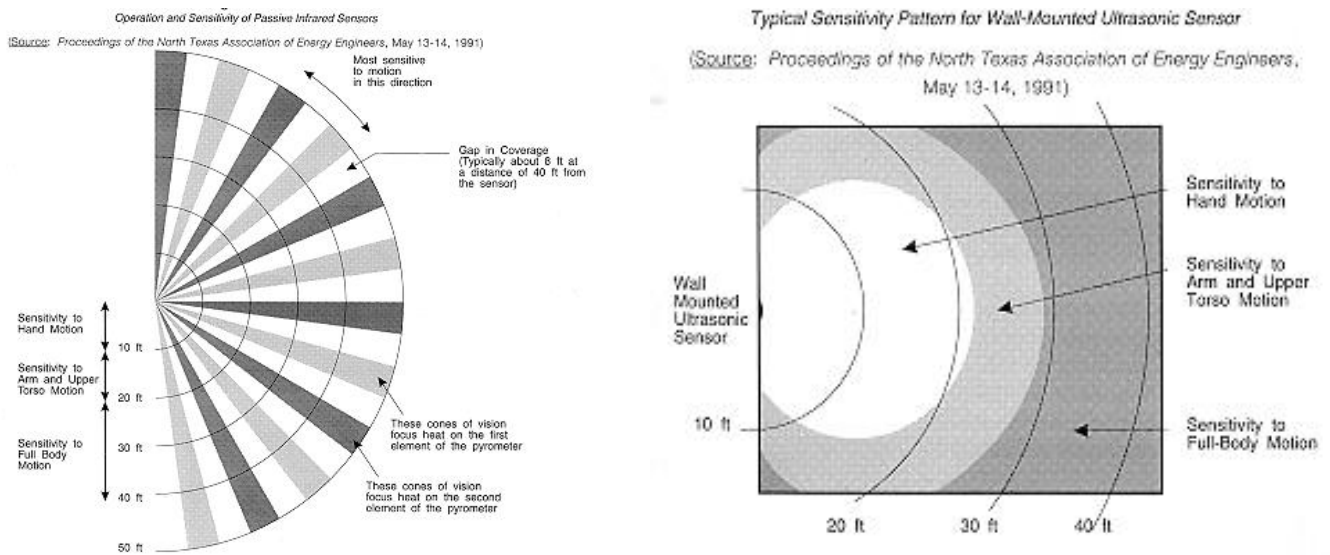 Operation and Sensitivity of Passive Infrared Sensors
(Source: Proceedings of the North Texas Association of Energy Engineers, May 13-14, 1991)
Most sensitive
to motion
in this direction
Gap in Coverage
(Typically about 8 ft at
a distance of 40 ft from
the sensor)
Sensitivity to
Hand Motion
10 ft
Sensitivity to
Arm and Upper
Torso Motion
20 ft
Sensitivity to
Full Body
Motion
30 ft
40 ft
50 ft
These cones of vision
focus heat on the first
element of the pyrometer
These cones of vision
focus heat on the second
element of the pyrometer
Typical Sensitivity Pattern for Wall-Mounted Ultrasonic Sensor
(Source: Proceedings of the North Texas Association of Energy Engineers,
May 13-14, 1991)
Sensitivity to
Hand Motion
Sensitivity to
Arm and Upper
Torso Motion
Wall
Mounted
Ultrasonic
Sensor
10 ft
Sensitivity to
Full-Body Motion
20 ft
30 ft
40 ft